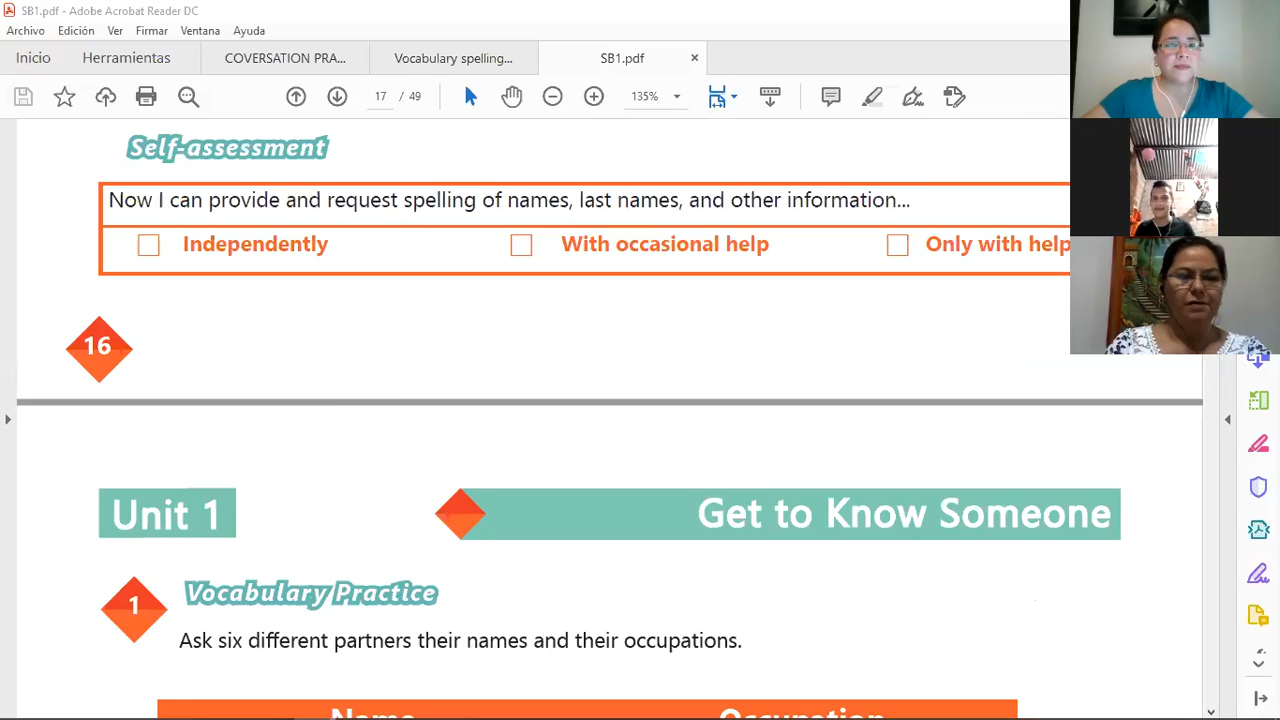 SB1.pdf - Adobe Acrobat Reader DC
Archivo Edición Ver Firmar Ventana Ayuda
Inicio Herramientas COVERSATION PRA... Vocabulary spelling... SB1.pdf ×
17 / 49 135%
Self-assessment
Now I can provide and request spelling of names, last names, and other information...
Independently With occasional help Only with help
16
Unit 1 Get to Know Someone
1 Vocabulary Practice
Ask six different partners their names and their occupations.
Name Occupation